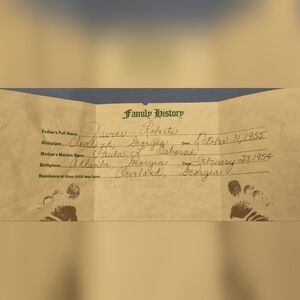 Family History
Father's Full Name Xavier Roberts
Birthplace Cleveland, Georgia Date October 31, 1955
Mother's Maiden Name Paula L. Osborne
Birthplace Atlanta, Georgia Date February 23, 1954
Residence at time child was born Cleveland, Georgia